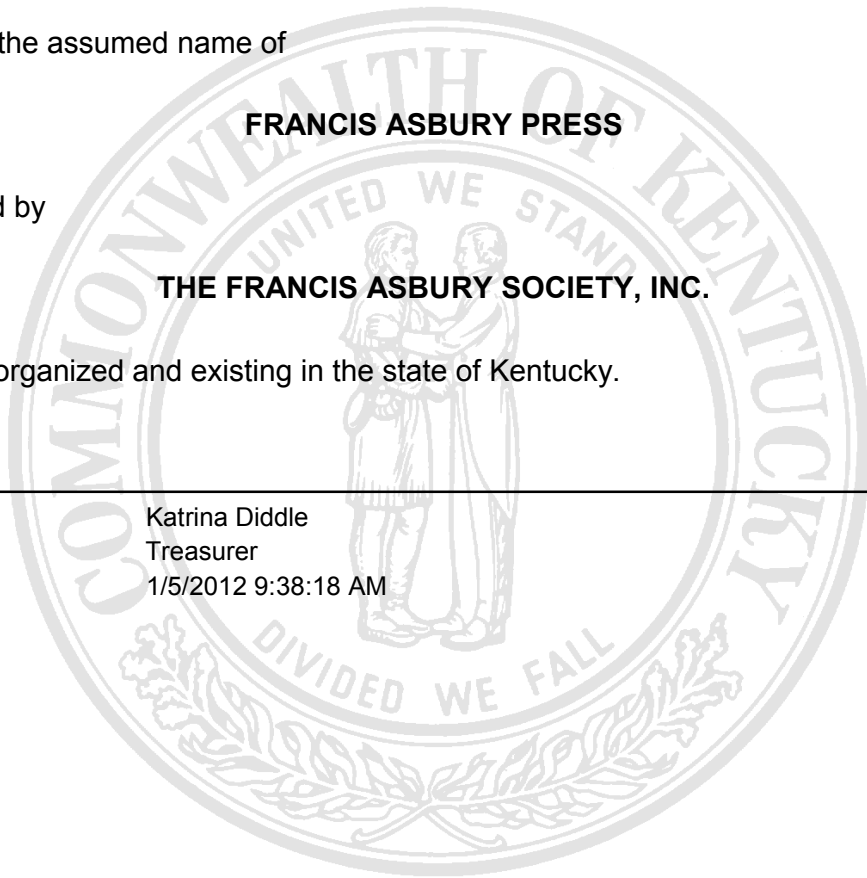 the assumed name of
FRANCIS ASBURY PRESS
d by
THE FRANCIS ASBURY SOCIETY, INC.
organized and existing in the state of Kentucky.
Katrina Diddle
Treasurer
1/5/2012 9:38:18 AM
COMMONWEALTH OF KENTUCKY
UNITED WE STAND
DIVIDED WE FALL